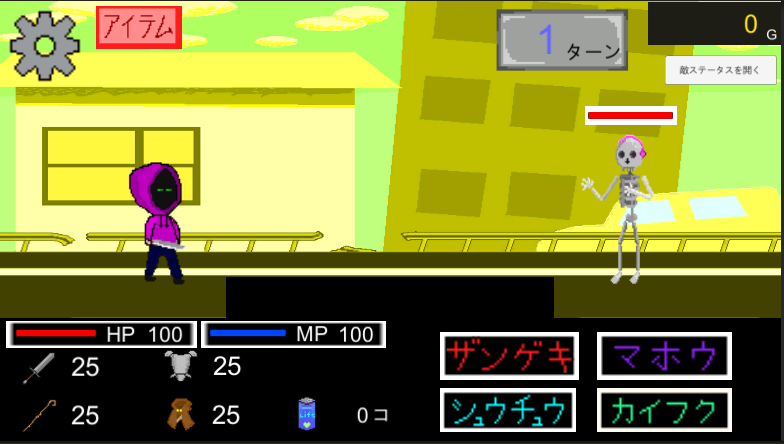 アイテム
1 ターン
0 G
敵ステータスを開く
HP 100
MP 100
25
25
25
25
Life
0 コ
ザンゲキ
マホウ
シュウチュウ
カイフク